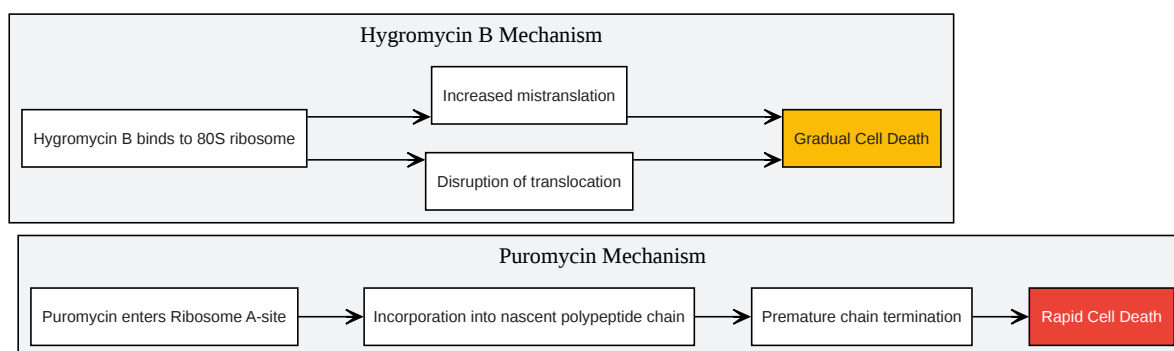 Hygromycin B Mechanism
Increased mistranslation
Hygromycin B binds to 80S ribosome
Gradual Cell Death
Disruption of translocation
Puromycin Mechanism
Puromycin enters Ribosome A-site
Incorporation into nascent polypeptide chain
Premature chain termination
Rapid Cell Death